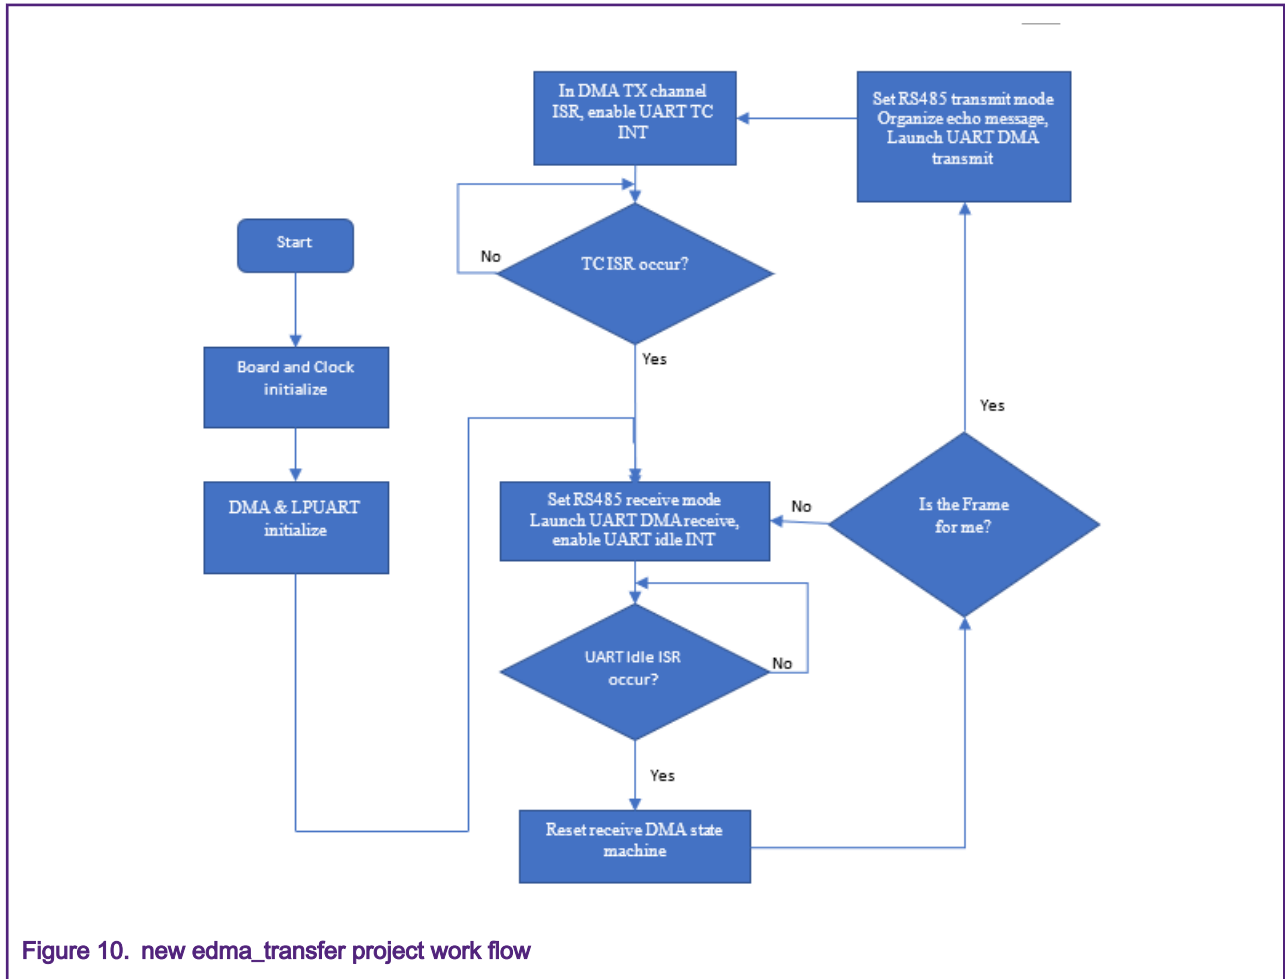 In DMA TX channel
ISR, enable UART TC
INT
Set RS485 transmit mode
Organize echo message,
Launch UART DMA
transmit
Start
No
TC ISR occur?
Yes
Board and Clock
initialize
Yes
DMA & LPUART
initialize
Set RS485 receive mode
Launch UART DMA receive,
enable UART idle INT
No
Is the Frame
for me?
UART Idle ISR
occur?
No
Yes
Reset receive DMA state
machine
Figure 10. new edma_transfer project work flow